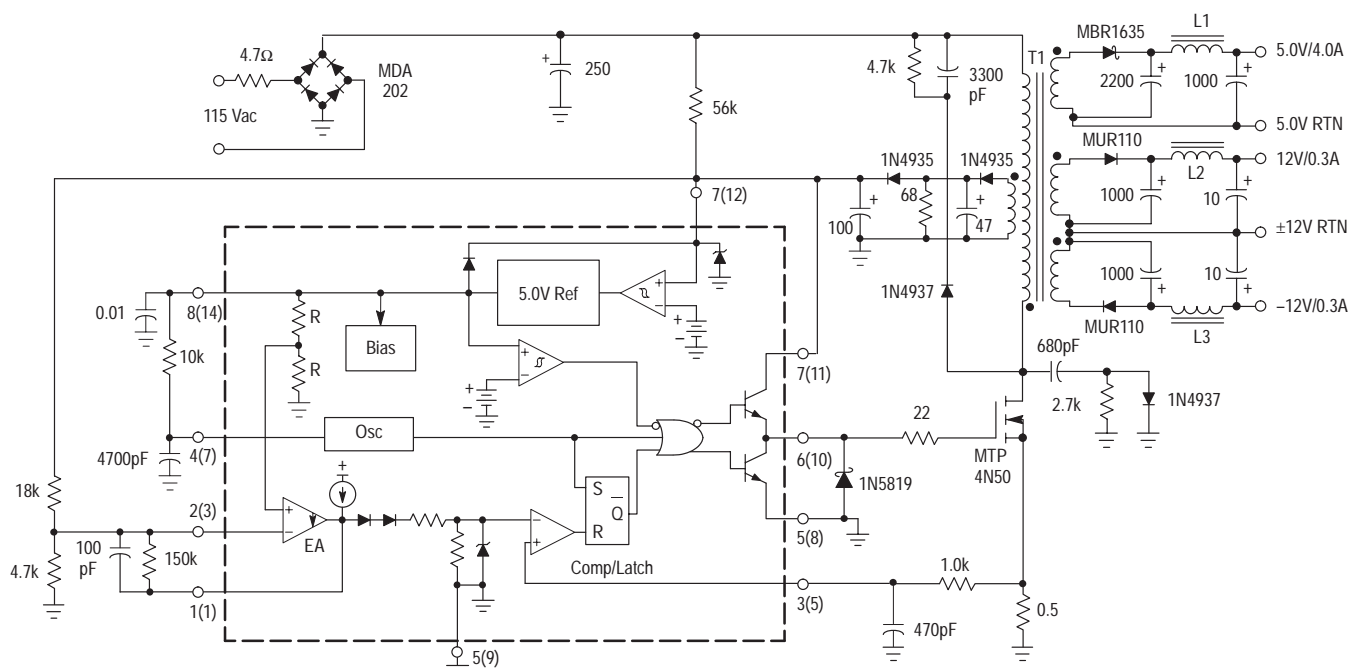 4.7Ω
MDA
202
115 Vac
+
250
56k
4.7k
3300
pF
T1
MBR1635
L1
+
2200
+
1000
5.0V/4.0A
5.0V RTN
MUR110
L2
12V/0.3A
+
1000
+
10
±12V RTN
1000
+
10
+
MUR110
L3
–12V/0.3A
1N4935
1N4935
7(12)
+
100
68
+
47
1N4937
0.01
8(14)
R
R
Bias
5.0V Ref
+
–
+
–
10k
+
–
+
–
7(11)
680pF
2.7k
1N4937
4700pF
4(7)
Osc
22
6(10)
MTP
4N50
1N5819
18k
2(3)
+
–
EA
+
S
Q
R
–
+
5(8)
100
pF
150k
4.7k
1(1)
Comp/Latch
3(5)
1.0k
0.5
470pF
5(9)